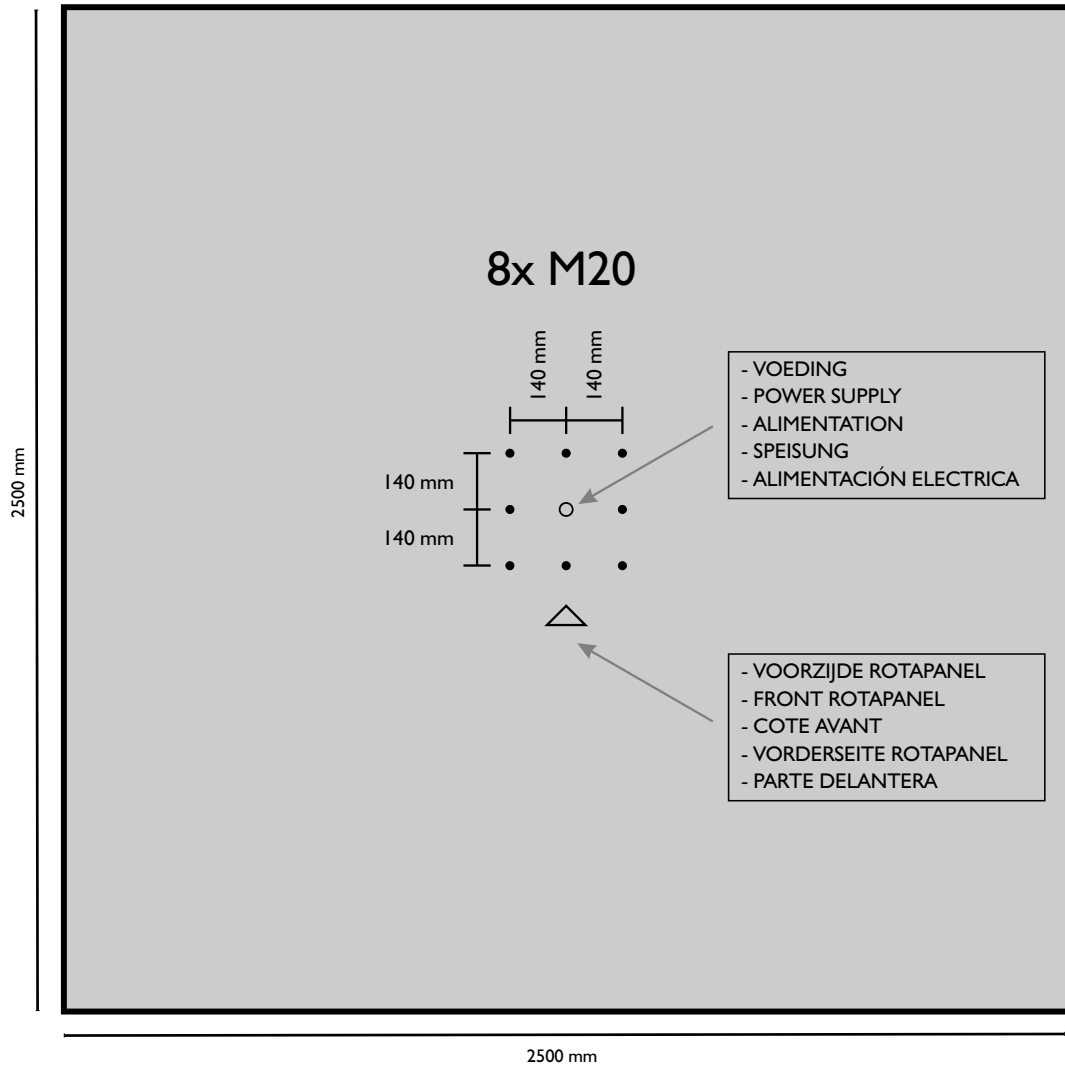 8x M20
140 mm
140 mm
- VOEDING
- POWER SUPPLY
- ALIMENTATION
- SPEISUNG
- ALIMENTACIÓN ELECTRICA
140 mm
140 mm
2500 mm
- VOORZIJDE ROTAPANEL
- FRONT ROTAPANEL
- COTE AVANT
- VORDERSEITE ROTAPANEL
- PARTE DELANTERA
2500 mm